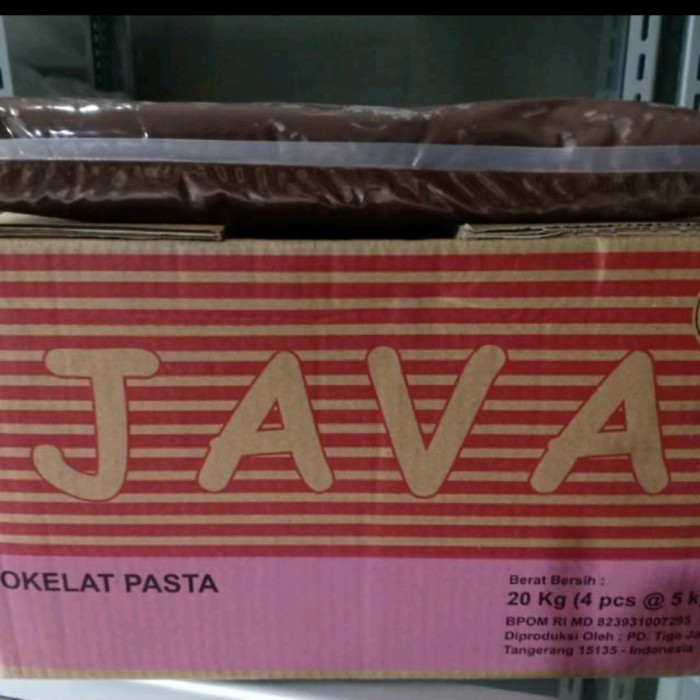 JAVA
OKELAT PASTA
Berat Bersih :
20 Kg (4 pcs @ 5 k
BPOM RI MD 823931007295
Diproduksi Oleh : PD. Tiga Ja
Tangerang 15135 - Indonesia